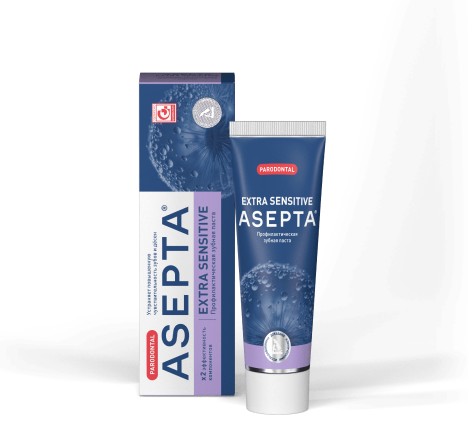 PARODONTAL
ASEPTA®
EXTRA SENSITIVE
Профилактическая зубная паста
Устраняет повышенную
чувствительность зубов и дёсен
x2 эффективность
компонентов
PARODONTAL
EXTRA SENSITIVE
ASEPTA®
Профилактическая
зубная паста